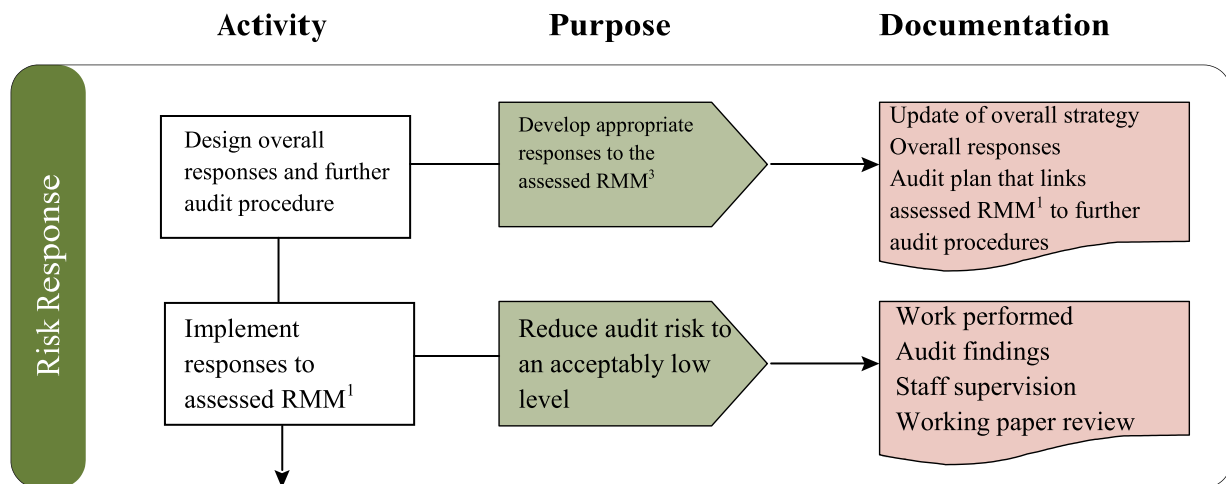 Activity
Purpose
Documentation
Risk Response
Design overall
responses and further
audit procedure
Develop appropriate
responses to the
assessed RMM³
Update of overall strategy
Overall responses
Audit plan that links
assessed RMM¹ to further
audit procedures
Implement
responses to
assessed RMM¹
Reduce audit risk to
an acceptably low
level
Work performed
Audit findings
Staff supervision
Working paper review